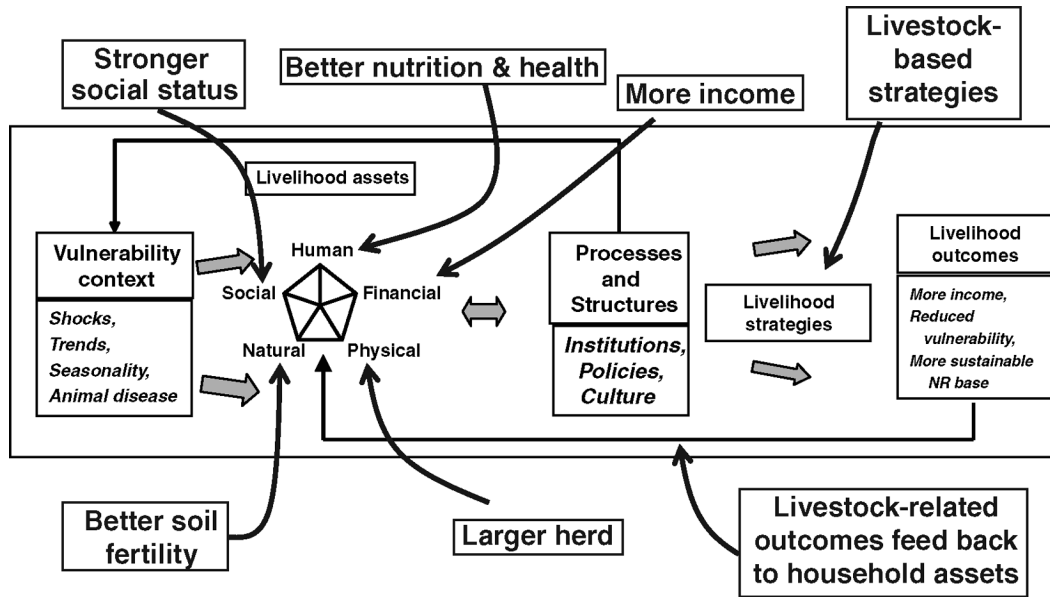 Stronger
social status
Better nutrition & health
More income
Livestock-
based
strategies
Livelihood assets
Vulnerability
context
Shocks,
Trends,
Seasonality,
Animal disease
Human
Social
Financial
Natural
Physical
Processes
and
Structures
Institutions,
Policies,
Culture
Livelihood
strategies
Livelihood
outcomes
More income,
Reduced
vulnerability,
More sustainable
NR base
Better soil
fertility
Larger herd
Livestock-related
outcomes feed back
to household assets